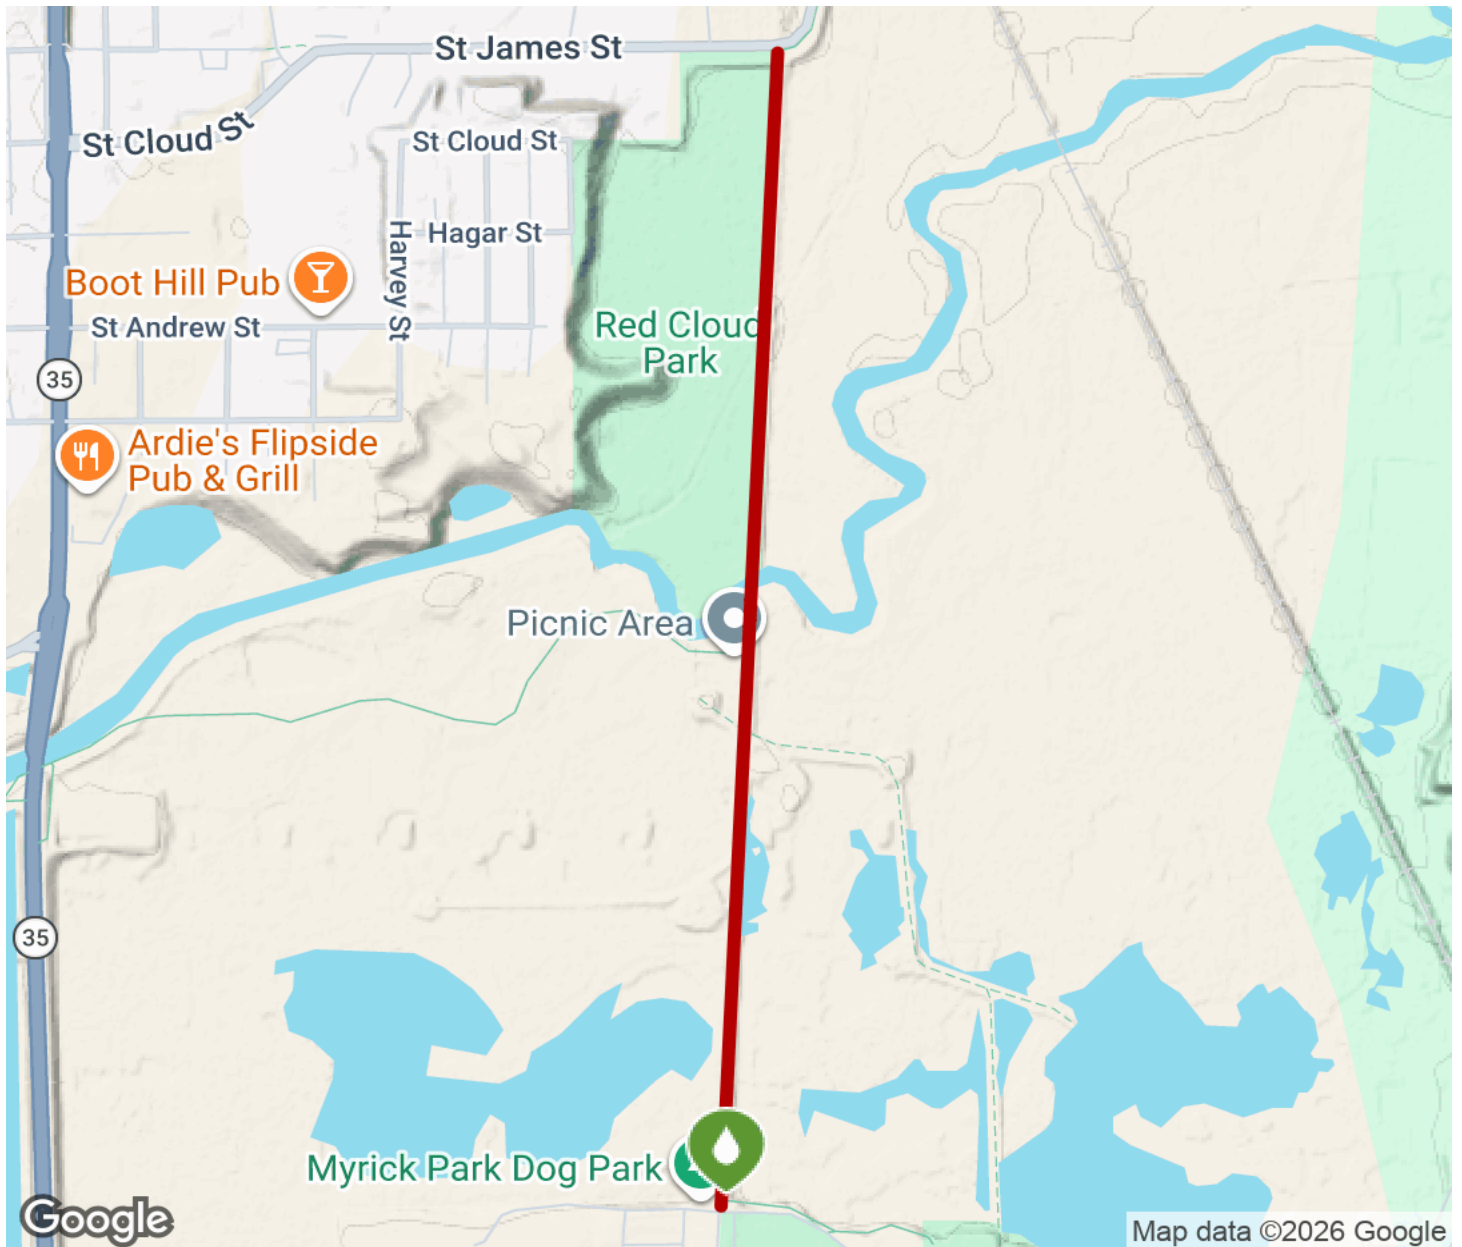 St James St
St Cloud St
St Cloud St
Hagar St
Harvey St
Boot Hill Pub
St Andrew St
Red Cloud
Park
35
Ardie's Flipside
Pub & Grill
Picnic Area
35
Myrick Park Dog Park
Google
Map data ©2026 Google